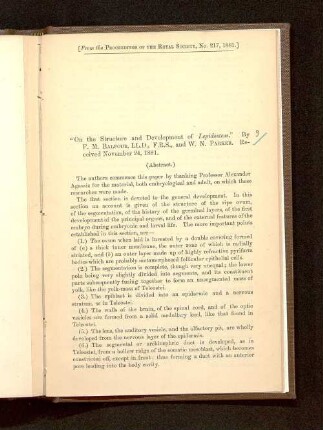 [From the PROCEEDINGS OF THE ROYAL SOCIETY, No. 217, 1881.]
"On the Structure and Development of Lepidosteus." By
F. M. BALFOUR, LL.D., F.R.S., and W. N. PARKER. Re-
ceived November 24, 1881.
(Abstract.)
The authors commence this paper by thanking Professor Alexander
Agassiz for the material, both embryological and adult, on which their
researches were made.
The first section is devoted to the general development. In this
section an account is given of the structure of the ripe ovum,
of the segmentation, of the history of the germinal layers, of the first
development of the principal organs, and of the external features of the
embryo during embryonic and larval life. The more important points
established in this section, are—
(1.) The ovum when laid is invested by a double covering formed
of (a) a thick inner membrane, the outer zone of which is radially
striated, and (b) an outer layer made up of highly refractive pyriform
bodies which are probably metamorphosed follicular epithelial cells.
(2.) The segmentation is complete, though very unequal, the lower
pole being very slightly divided into segments, and its constituent
parts subsequently fusing together to form an unsegmented mass of
yolk, like the yolk-mass of Teleostei.
(3.) The epiblast is divided into an epidermic and a nervous
stratum, as in Teleostei.
(4.) The walls of the brain, of the spinal cord, and of the optic
vesicles are formed from a solid medullary keel, like that found in
Teleostei.
(5.) The lens, the auditory vesicle, and the olfactory pit, are wholly
developed from the nervous layer of the epidermis.
(6.) The segmental or archinephric duct is developed, as in
Teleostei, from a hollow ridge of the somatic mesoblast, which becomes
constricted off, except in front: thus forming a duct with an anterior
pore leading into the body cavity.